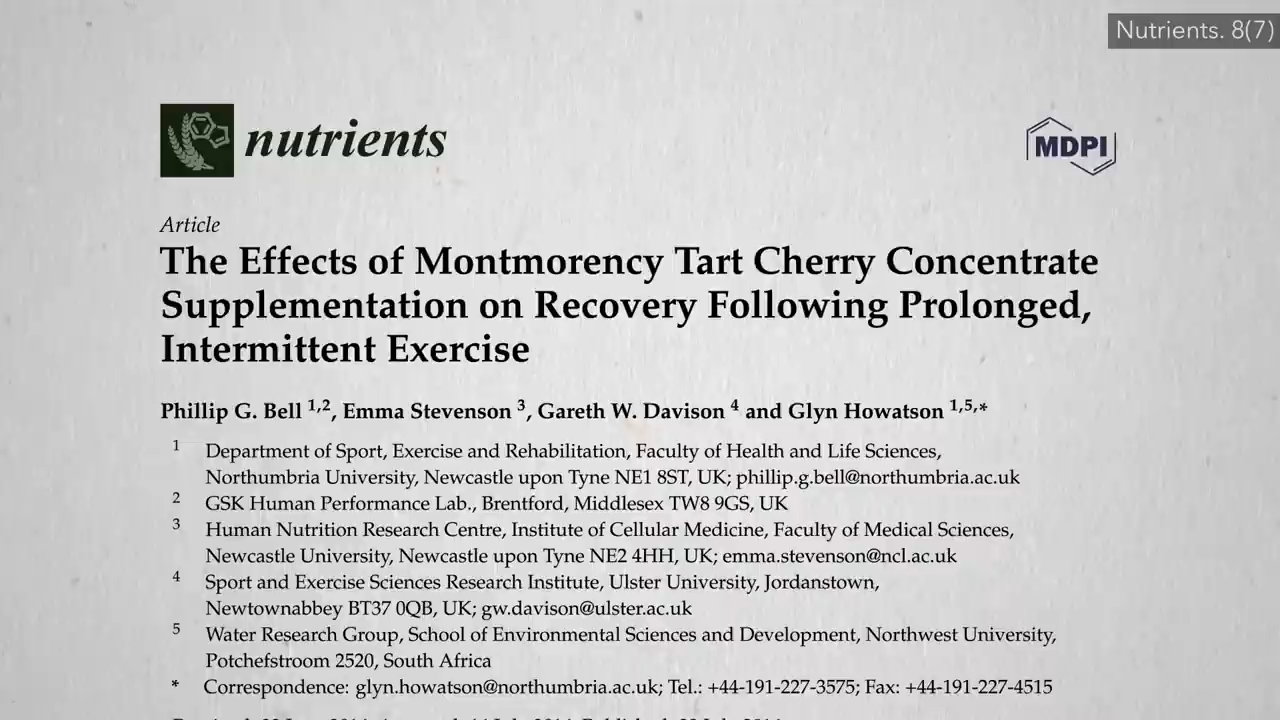 Nutrients. 8(7)
nutrients
MDPI
Article
The Effects of Montmorency Tart Cherry Concentrate
Supplementation on Recovery Following Prolonged,
Intermittent Exercise
Phillip G. Bell 1,2, Emma Stevenson 3, Gareth W. Davison 4 and Glyn Howatson 1,5,*
1 Department of Sport, Exercise and Rehabilitation, Faculty of Health and Life Sciences,
Northumbria University, Newcastle upon Tyne NE1 8ST, UK; phillip.g.bell@northumbria.ac.uk
2 GSK Human Performance Lab., Brentford, Middlesex TW8 9GS, UK
3 Human Nutrition Research Centre, Institute of Cellular Medicine, Faculty of Medical Sciences,
Newcastle University, Newcastle upon Tyne NE2 4HH, UK; emma.stevenson@ncl.ac.uk
4 Sport and Exercise Sciences Research Institute, Ulster University, Jordanstown,
Newtownabbey BT37 0QB, UK; gw.davison@ulster.ac.uk
5 Water Research Group, School of Environmental Sciences and Development, Northwest University,
Potchefstroom 2520, South Africa
* Correspondence: glyn.howatson@northumbria.ac.uk; Tel.: +44-191-227-3575; Fax: +44-191-227-4515